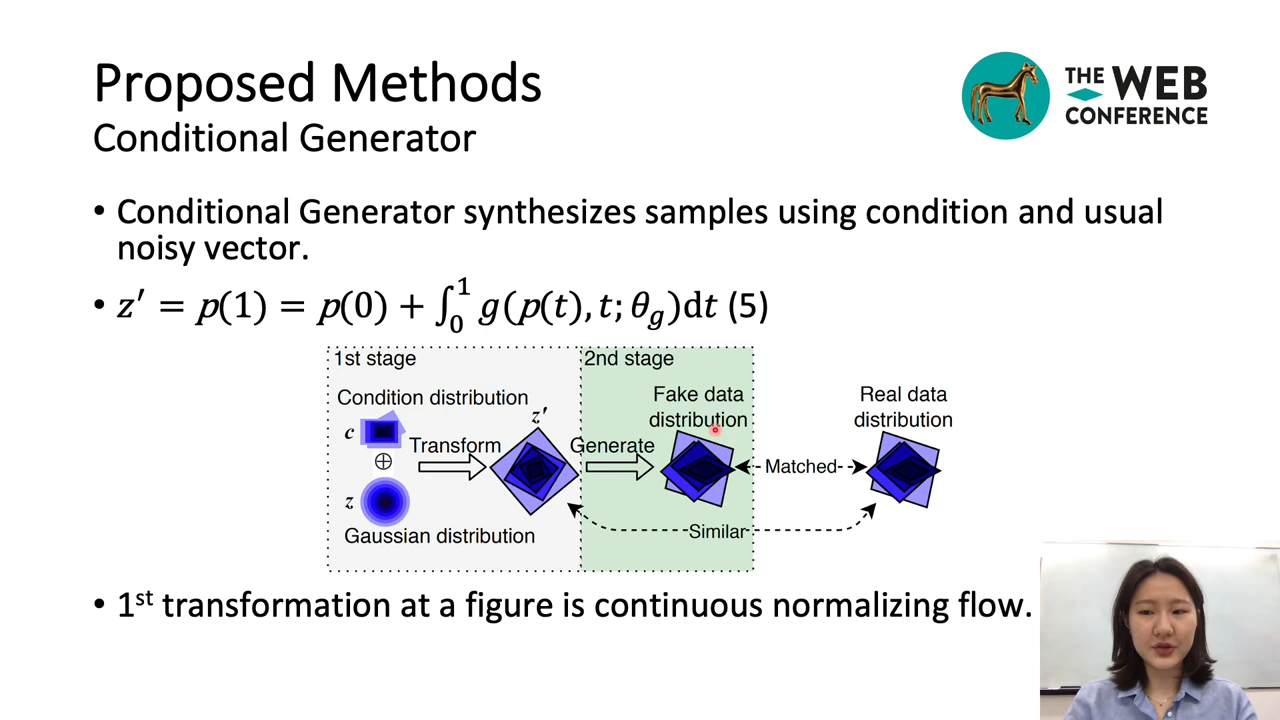 Proposed Methods
Conditional Generator
THE WEB
CONFERENCE
• Conditional Generator synthesizes samples using condition and usual
noisy vector.
• z′ = p(1) = p(0) + ∫₀¹ g(p(t), t; θ_g)dt (5)
1st stage
2nd stage
Condition distribution
c
⊕
z
Gaussian distribution
Transform
z′
Generate
Fake data
distribution
Matched
Real data
distribution
Similar
• 1st transformation at a figure is continuous normalizing flow.